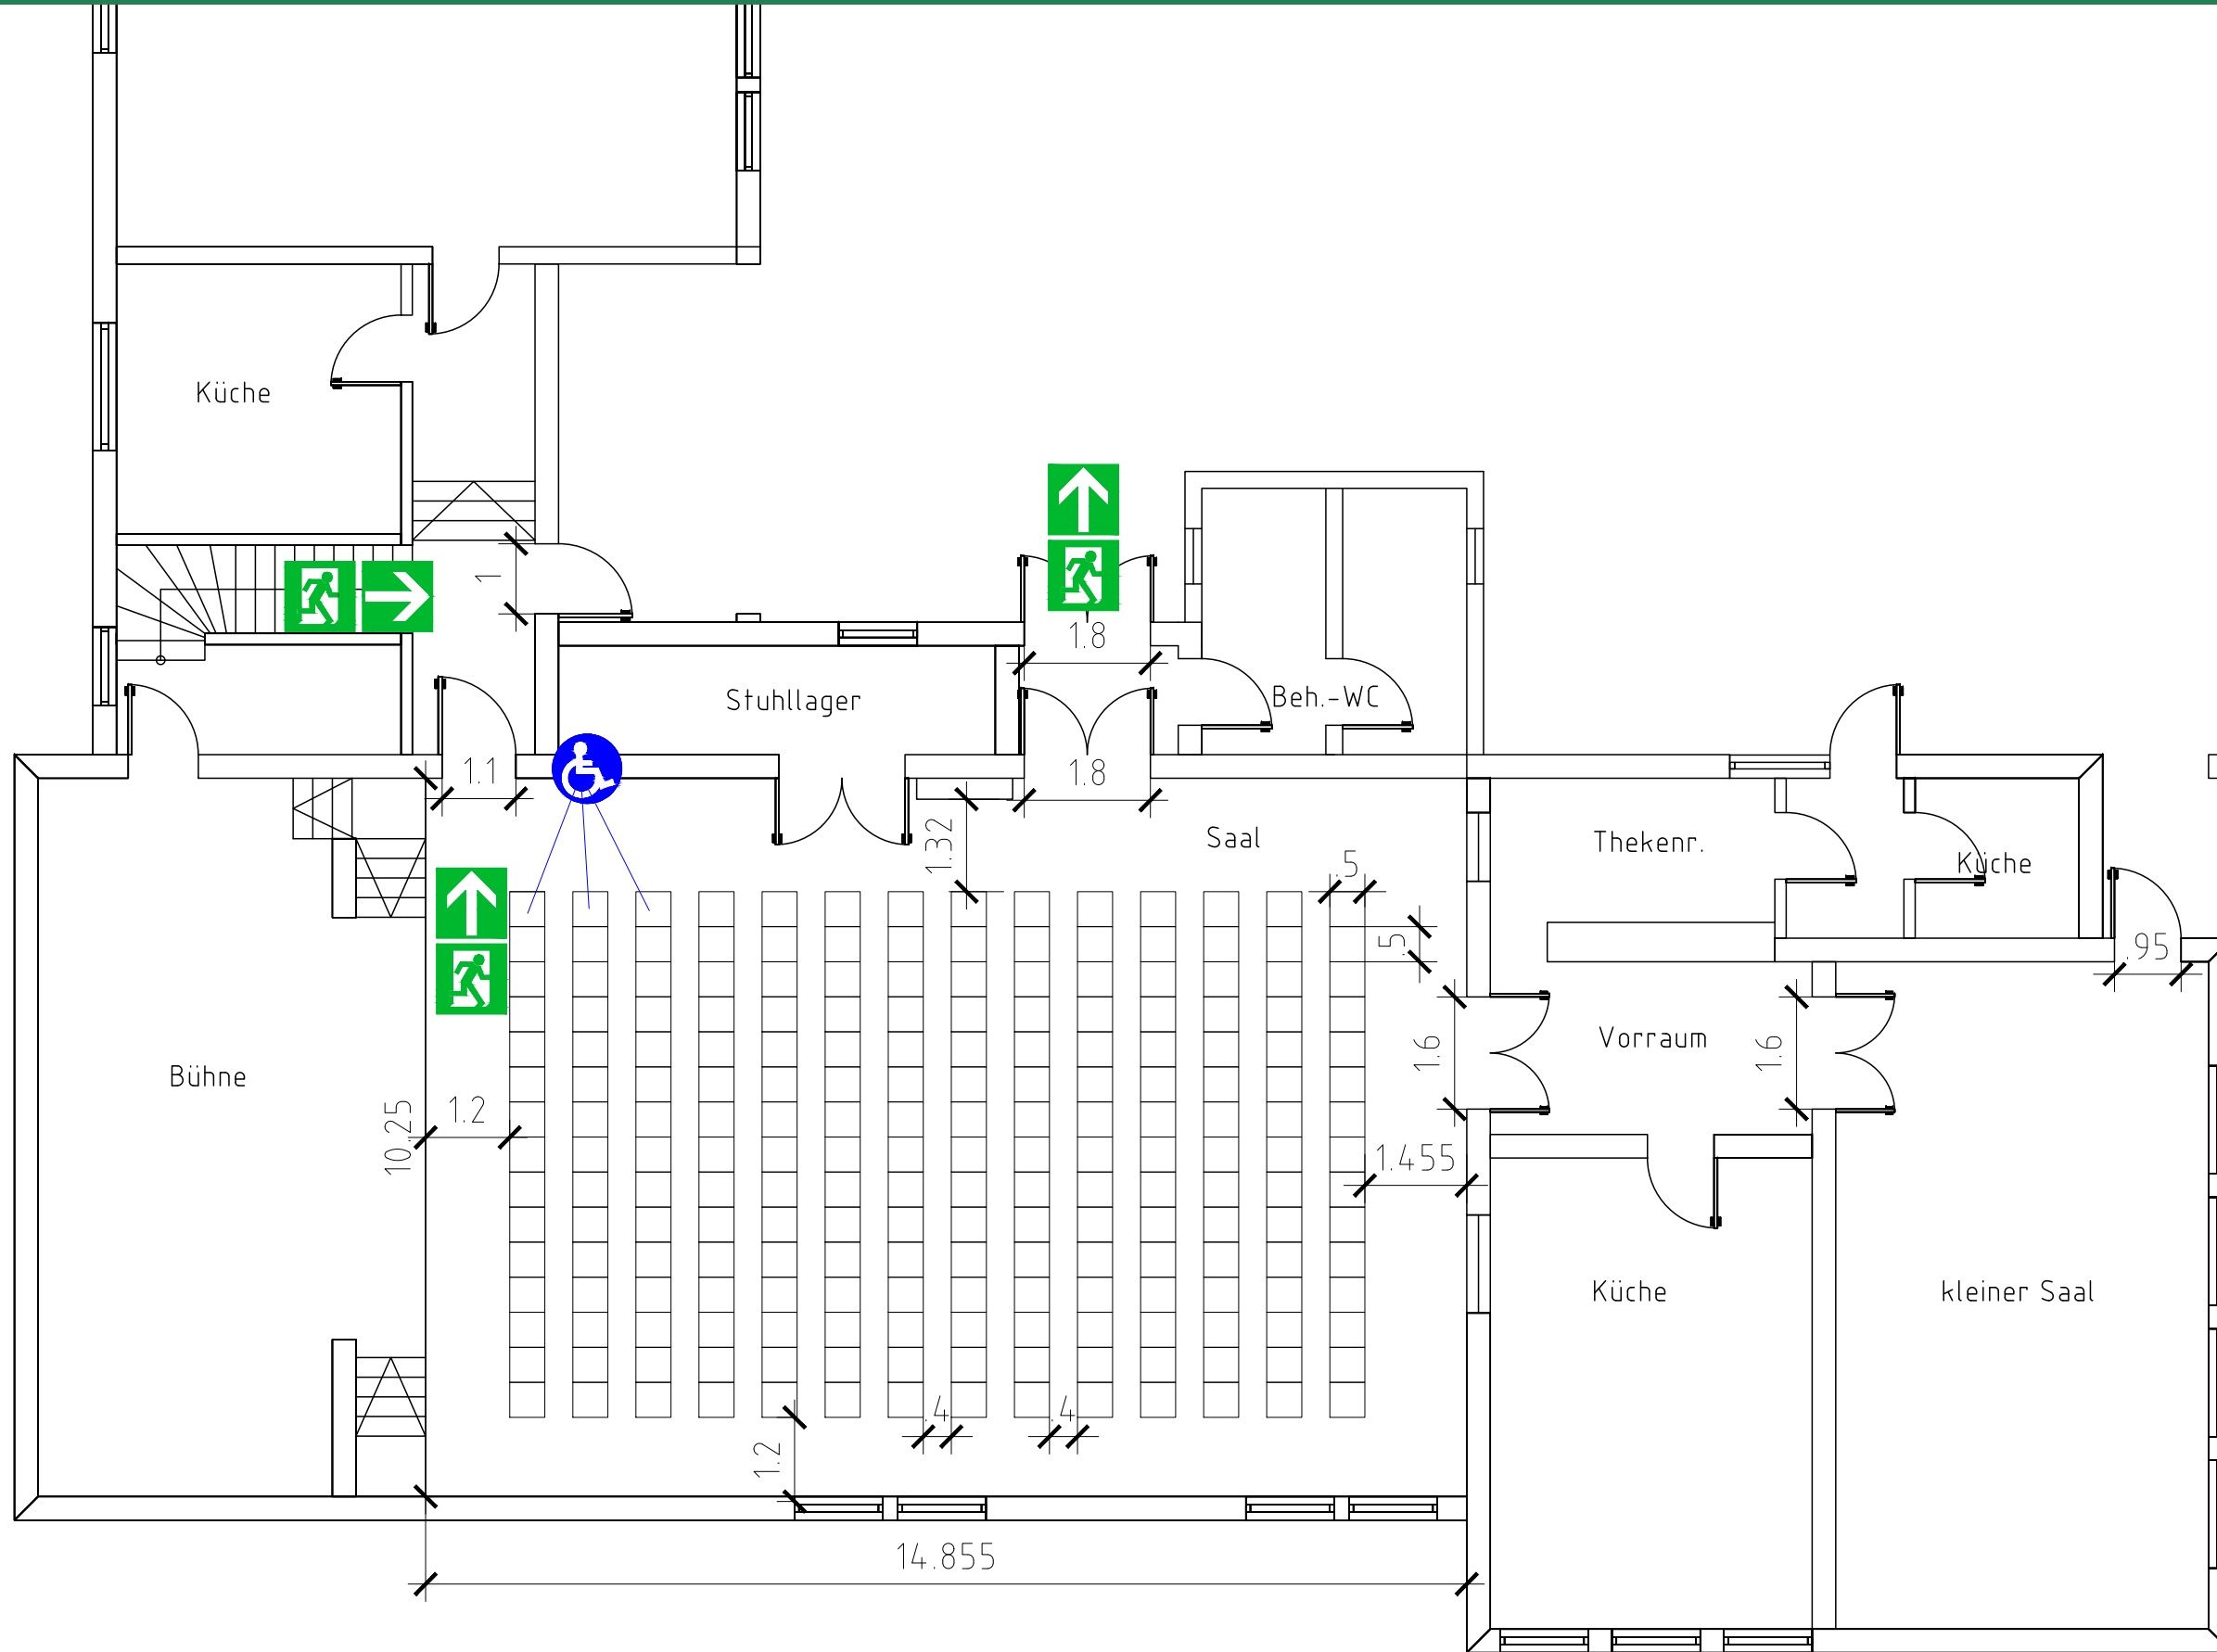 Küche
1
1.8
Stuhllager
Beh.-WC
1.1
1.8
1.32
Saal
.5
Thekenr.
Küche
.5
.95
Vorraum
1.6
1.6
Bühne
1.2
10.25
1.455
Küche
kleiner Saal
.4
.4
1.2
14.855